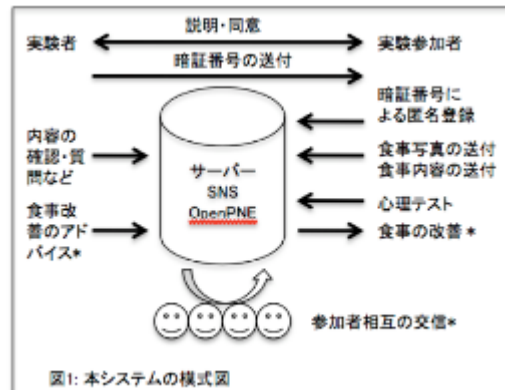 説明・同意
実験者
実験参加者
暗証番号の送付
暗証番号に
よる匿名登録
内容の
確認・質
問など
サーバー
SNS
OpenPNE
食事写真の送付
食事内容の送付
心理テスト
食事改
善のアド
バイス*
食事の改善*
参加者相互の交信*
図1: 本システムの模式図